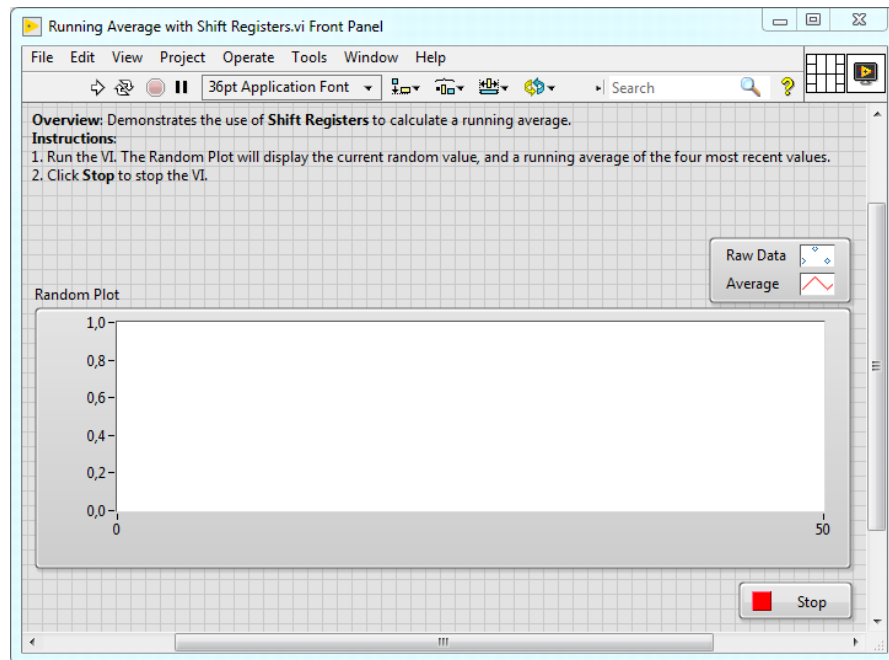 Running Average with Shift Registers.vi Front Panel
File Edit View Project Operate Tools Window Help
36pt Application Font Search
Overview: Demonstrates the use of Shift Registers to calculate a running average.
Instructions:
1. Run the VI. The Random Plot will display the current random value, and a running average of the four most recent values.
2. Click Stop to stop the VI.
Raw Data
Average
Random Plot
1,0
0,8
0,6
0,4
0,2
0,0
0 50
Stop